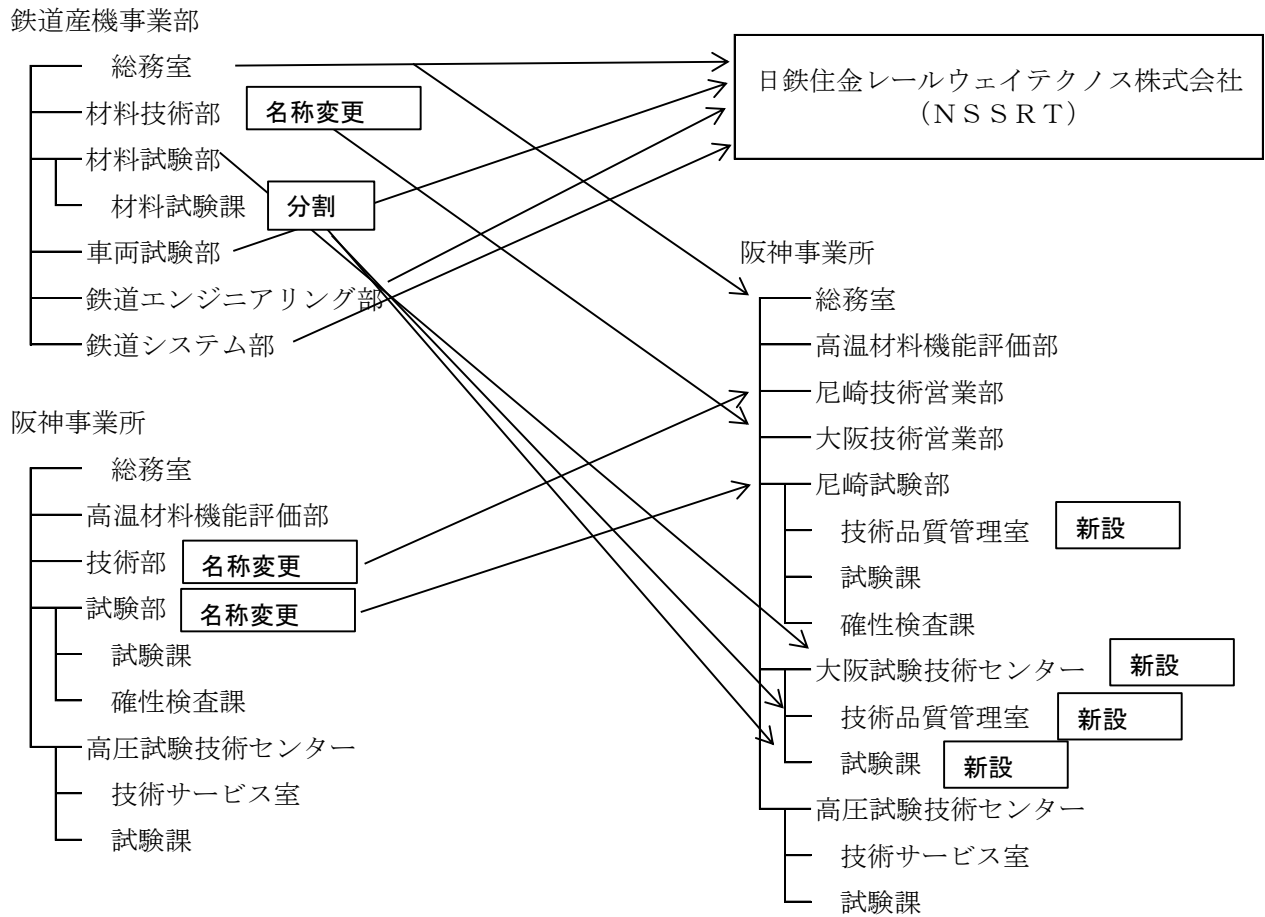 鉄道産機事業部
総務室
材料技術部 名称変更
材料試験部
材料試験課 分割
車両試験部
鉄道エンジニアリング部
鉄道システム部
阪神事業所
総務室
高温材料機能評価部
技術部 名称変更
試験部 名称変更
試験課
確性検査課
高圧試験技術センター
技術サービス室
試験課
日鉄住金レールウェイテクノス株式会社
(NSSRT)
阪神事業所
総務室
高温材料機能評価部
尼崎技術営業部
大阪技術営業部
尼崎試験部
技術品質管理室 新設
試験課
確性検査課
大阪試験技術センター 新設
技術品質管理室 新設
試験課 新設
高圧試験技術センター
技術サービス室
試験課